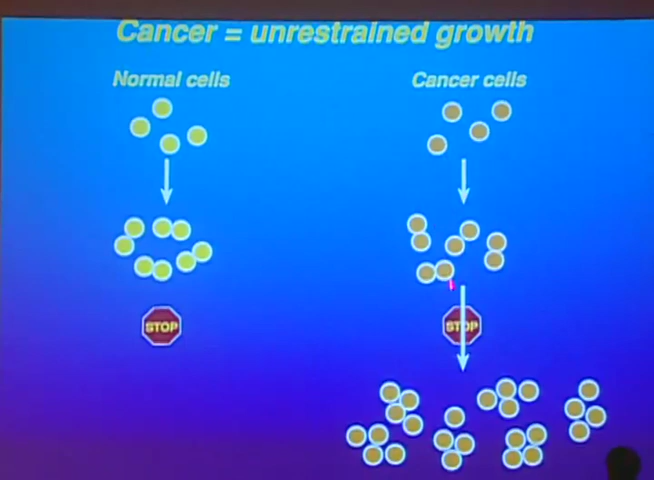 Cancer = unrestrained growth
Normal cells
Cancer cells
STOP
STOP